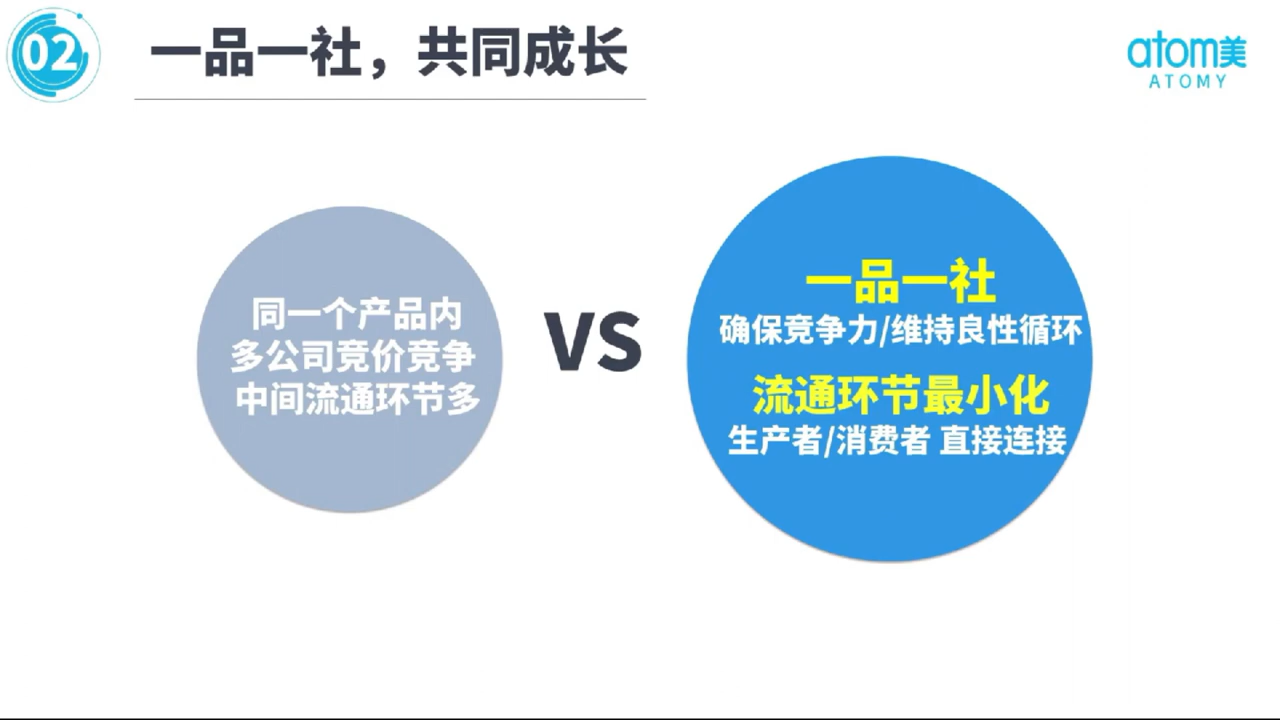 02
一品一社，共同成长
atom美
ATOMY
同一个产品内
多公司竞价竞争
中间流通环节多
VS
一品一社
确保竞争力/维持良性循环
流通环节最小化
生产者/消费者 直接连接